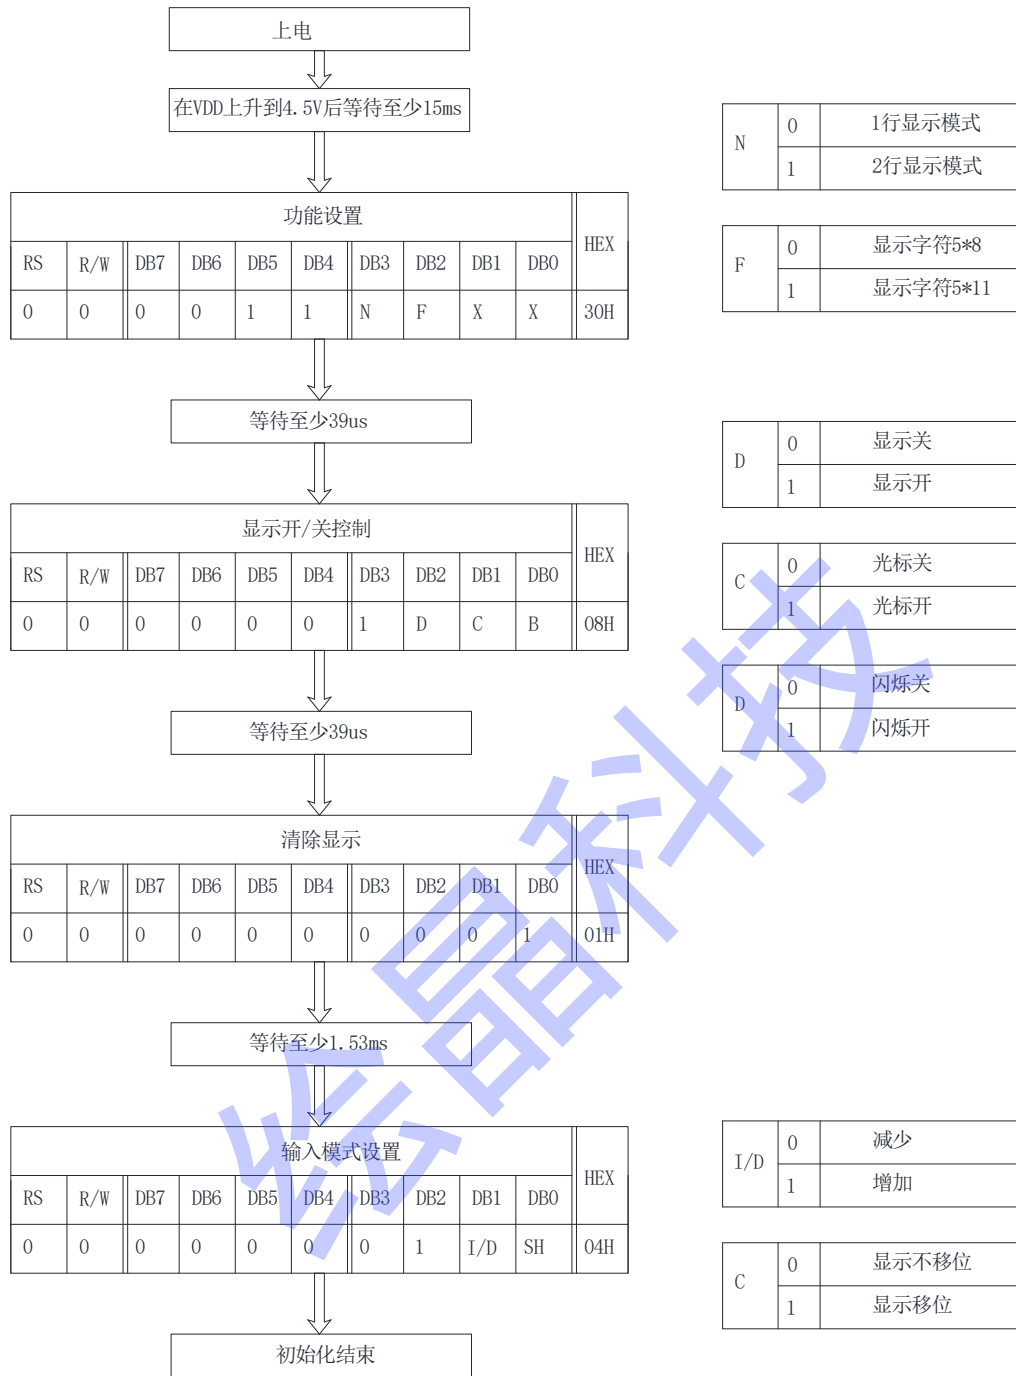 上电
在VDD上升到4.5V后等待至少15ms
功能设置
HEX
RS R/W DB7 DB6 DB5 DB4 DB3 DB2 DB1 DB0
0 0 0 0 1 1 N F X X 30H
等待至少39us
显示开/关控制
HEX
RS R/W DB7 DB6 DB5 DB4 DB3 DB2 DB1 DB0
0 0 0 0 0 0 1 D C B 08H
等待至少39us
清除显示
HEX
RS R/W DB7 DB6 DB5 DB4 DB3 DB2 DB1 DB0
0 0 0 0 0 0 0 0 0 1 01H
等待至少1.53ms
输入模式设置
HEX
RS R/W DB7 DB6 DB5 DB4 DB3 DB2 DB1 DB0
0 0 0 0 0 0 0 1 I/D SH 04H
初始化结束
N
0 1行显示模式
1 2行显示模式
F
0 显示字符5*8
1 显示字符5*11
D
0 显示关
1 显示开
C
0 光标关
1 光标开
D
0 闪烁关
1 闪烁开
I/D
0 减少
1 增加
C
0 显示不移位
1 显示移位
绘晶科技